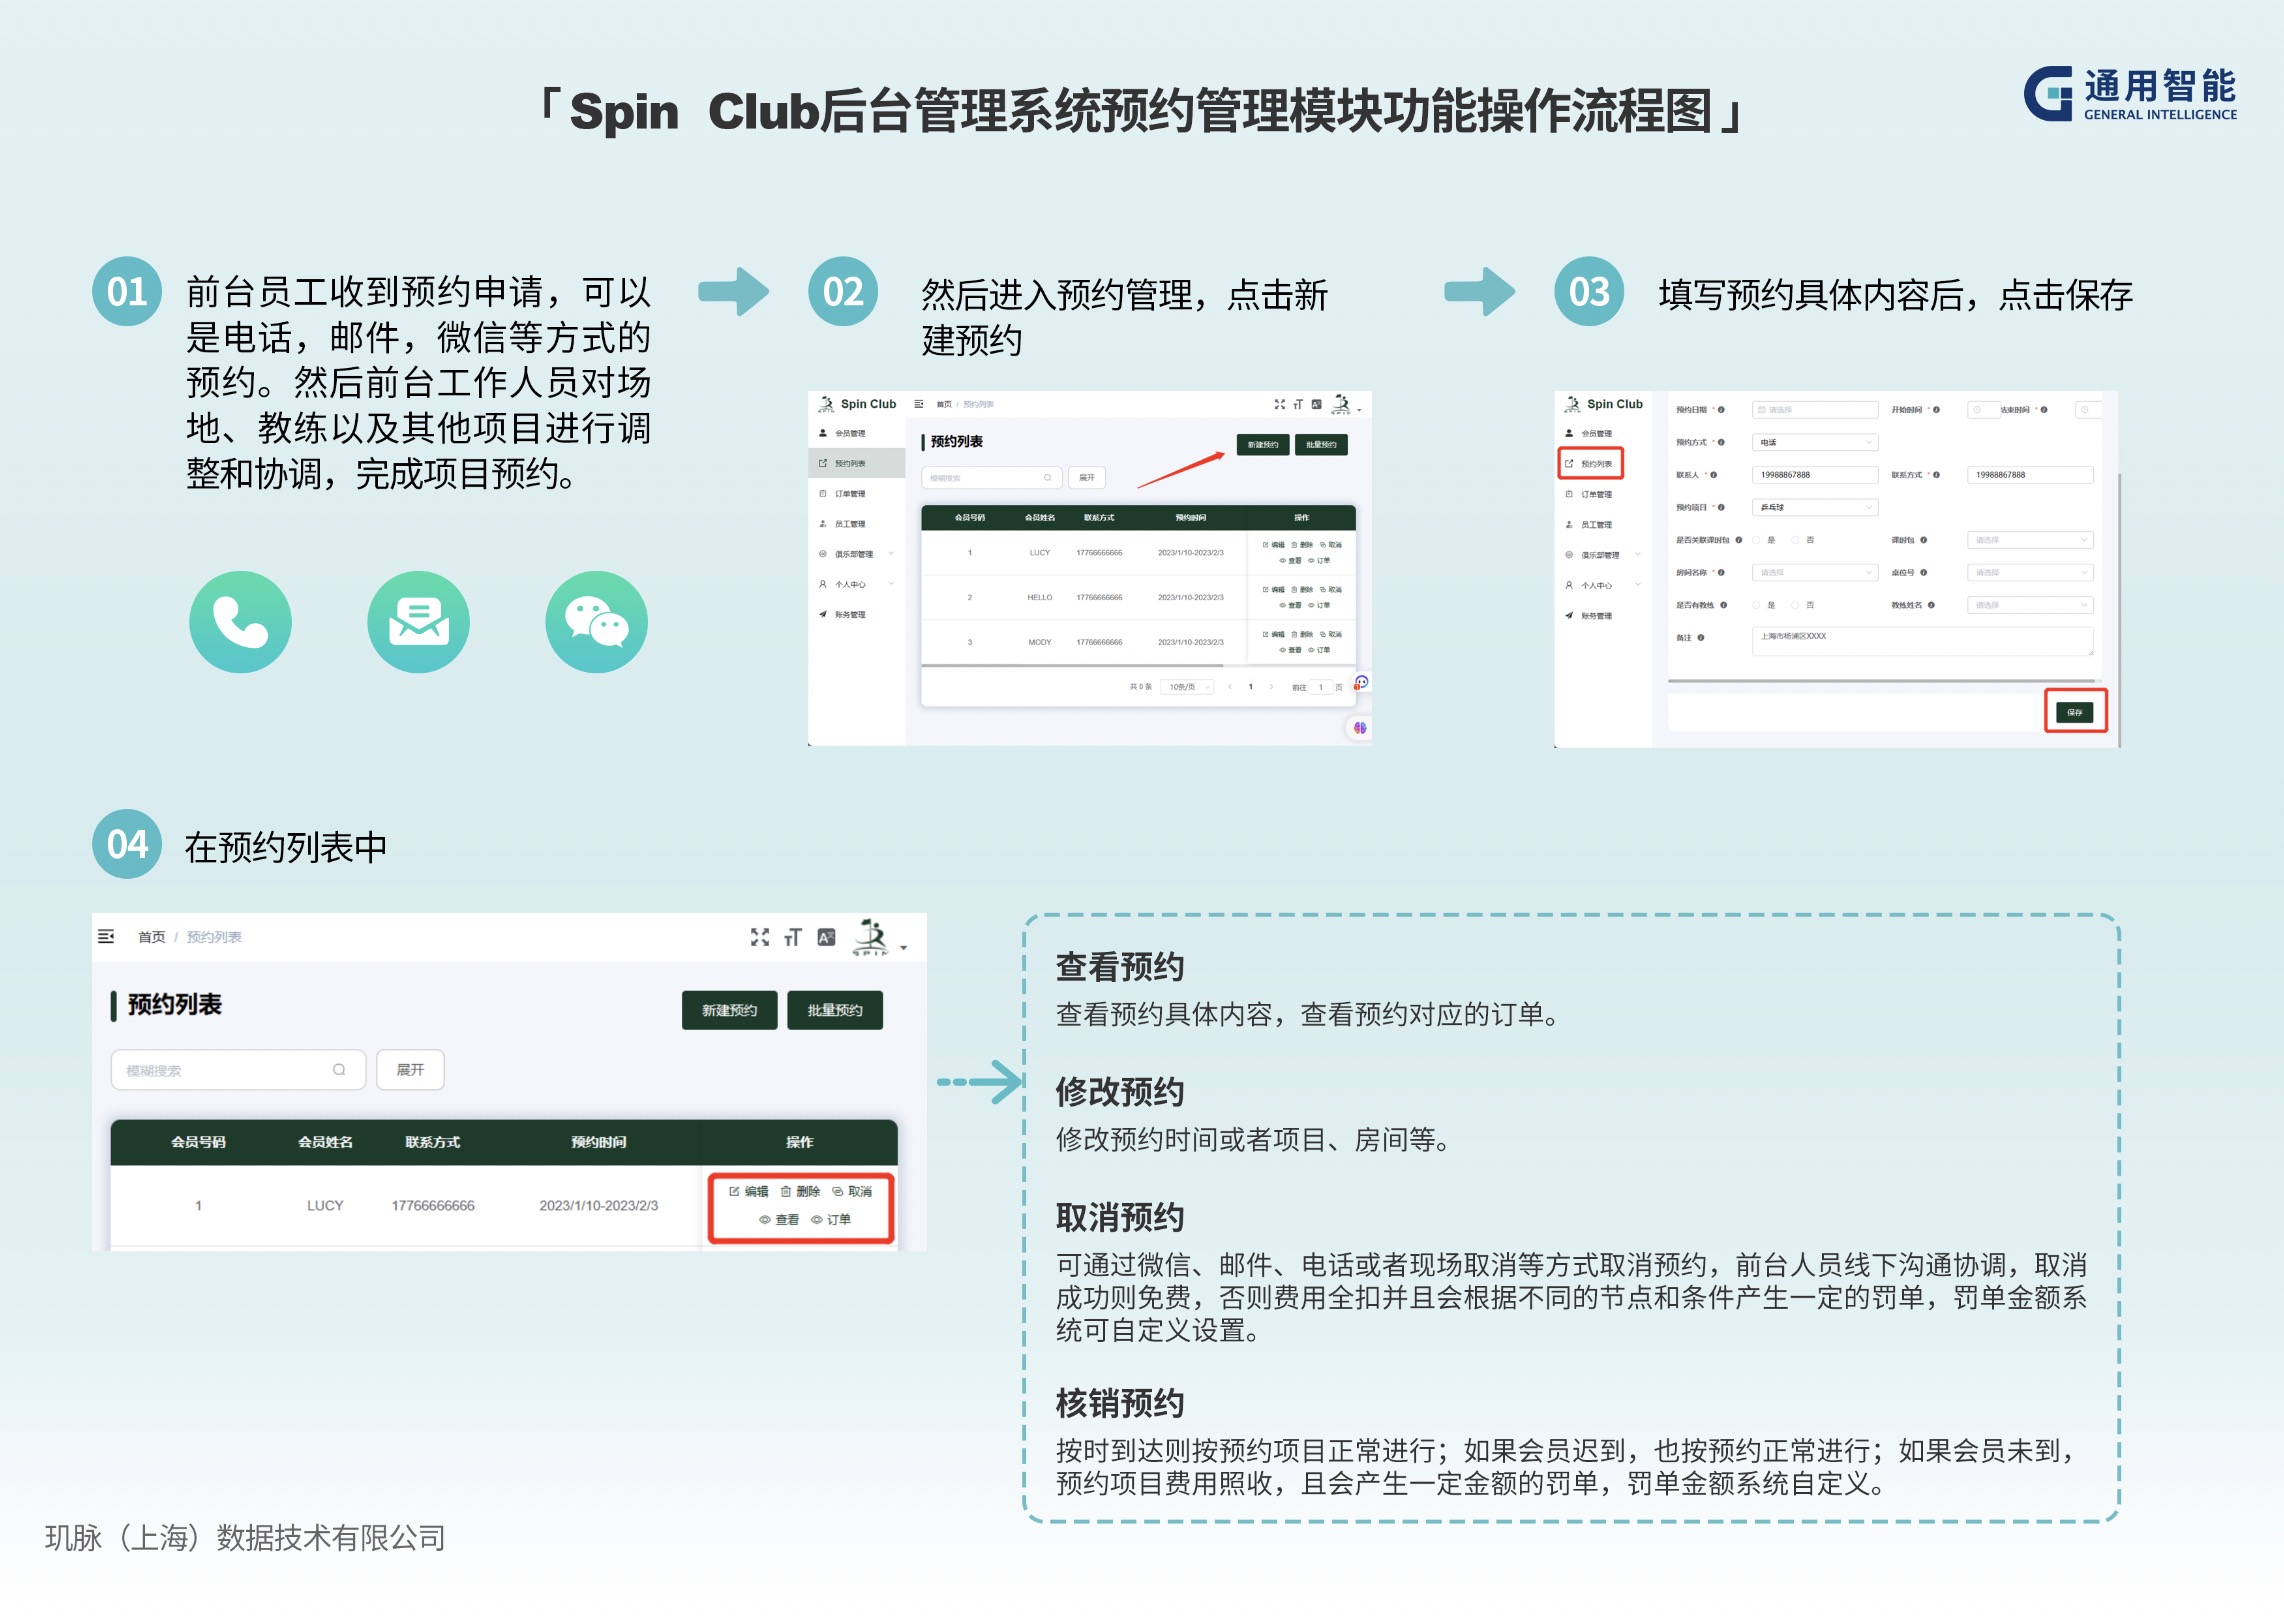 「 Spin Club后台管理系统预约管理模块功能操作流程图 」
通用智能
GENERAL INTELLIGENCE
01
前台员工收到预约申请，可以
是电话，邮件，微信等方式的
预约。然后前台工作人员对场
地、教练以及其他项目进行调
整和协调，完成项目预约。
02
然后进入预约管理，点击新
建预约
Spin Club
首页 / 预约列表
会员管理
预约列表
订单管理
员工管理
俱乐部管理
个人中心
账务管理
预约列表
新建预约 批量预约
模糊搜索 展开
会员号码 会员姓名 联系方式 预约时间 操作
1 LUCY 17766666666 2023/1/10-2023/2/3 编辑 删除 取消
查看 订单
2 HELLO 17766666666 2023/1/10-2023/2/3 编辑 删除 取消
查看 订单
3 MODY 17766666666 2023/1/10-2023/2/3 编辑 删除 取消
查看 订单
共 0 条 10条/页 1 前往 1 页
03
填写预约具体内容后，点击保存
Spin Club
会员管理
预约列表
订单管理
员工管理
俱乐部管理
个人中心
账务管理
预约日期 * 请选择 开始时间 * 结束时间 *
预约方式 * 电话
联系人 * 19988867888 联系方式 * 19988867888
预约项目 * 乒乓球
是否关联课时包 是 否 课时包 请选择
房间名称 * 请选择 桌位号 请选择
是否有教练 是 否 教练姓名 请选择
备注 上海市杨浦区XXXX
保存
04
在预约列表中
首页 / 预约列表
SPIN
预约列表
新建预约 批量预约
模糊搜索 展开
会员号码 会员姓名 联系方式 预约时间 操作
1 LUCY 17766666666 2023/1/10-2023/2/3 编辑 删除 取消
查看 订单
查看预约
查看预约具体内容，查看预约对应的订单。
修改预约
修改预约时间或者项目、房间等。
取消预约
可通过微信、邮件、电话或者现场取消等方式取消预约，前台人员线下沟通协调，取消
成功则免费，否则费用全扣并且会根据不同的节点和条件产生一定的罚单，罚单金额系
统可自定义设置。
核销预约
按时到达则按预约项目正常进行；如果会员迟到，也按预约正常进行；如果会员未到，
预约项目费用照收，且会产生一定金额的罚单，罚单金额系统自定义。
玑脉（上海）数据技术有限公司